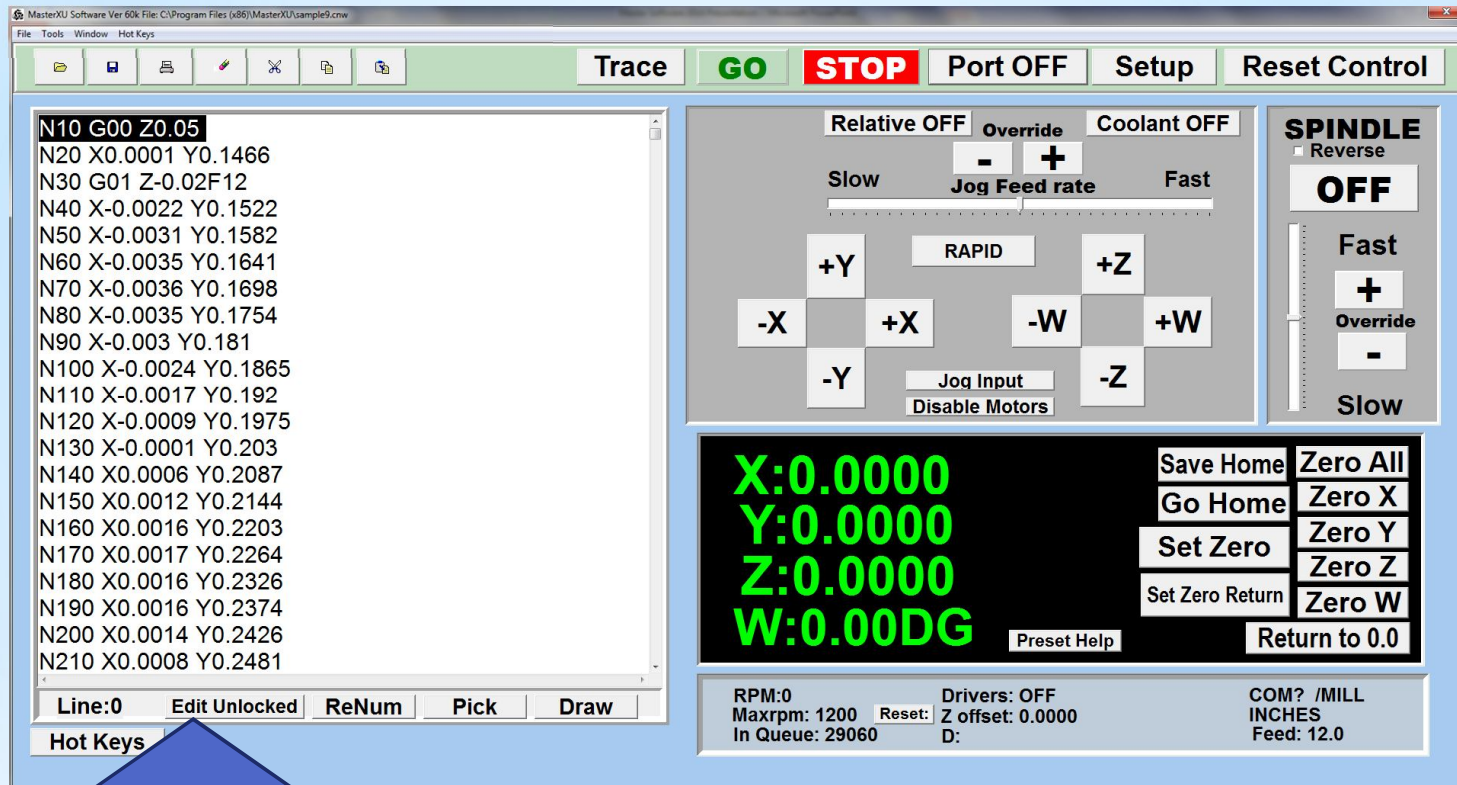 MasterXU Software Ver 60k File: C:\Program Files (x86)\MasterXU\sample9.cnw
File Tools Window Hot Keys
Trace GO STOP Port OFF Setup Reset Control
N10 G00 Z0.05
N20 X0.0001 Y0.1466
N30 G01 Z-0.02F12
N40 X-0.0022 Y0.1522
N50 X-0.0031 Y0.1582
N60 X-0.0035 Y0.1641
N70 X-0.0036 Y0.1698
N80 X-0.0035 Y0.1754
N90 X-0.003 Y0.181
N100 X-0.0024 Y0.1865
N110 X-0.0017 Y0.192
N120 X-0.0009 Y0.1975
N130 X-0.0001 Y0.203
N140 X0.0006 Y0.2087
N150 X0.0012 Y0.2144
N160 X0.0016 Y0.2203
N170 X0.0017 Y0.2264
N180 X0.0016 Y0.2326
N190 X0.0016 Y0.2374
N200 X0.0014 Y0.2426
N210 X0.0008 Y0.2481
Line:0 Edit Unlocked ReNum Pick Draw
Hot Keys
Relative OFF Override Coolant OFF
- +
Slow Jog Feed rate Fast
RAPID
+Y +Z
-X +X -W +W
-Y -Z
Jog Input
Disable Motors
SPINDLE
Reverse
OFF
Fast
+
Override
-
Slow
X:0.0000
Y:0.0000
Z:0.0000
W:0.00DG
Preset Help
Save Home Zero All
Go Home Zero X
Set Zero Zero Y
Zero Z
Set Zero Return Zero W
Return to 0.0
RPM:0 Drivers: OFF COM? /MILL
Maxrpm: 1200 Reset: Z offset: 0.0000 INCHES
In Queue: 29060 D: Feed: 12.0